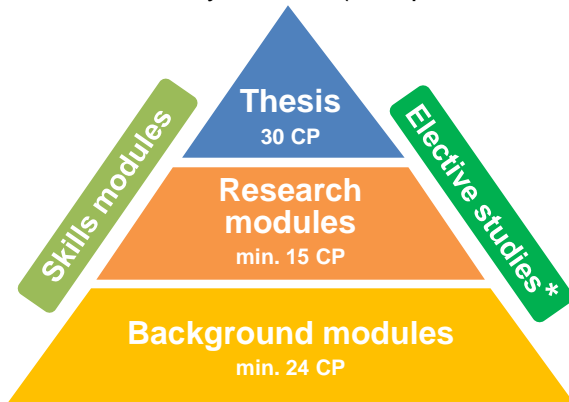 Thesis
30 CP
Skills modules
Elective studies *
Research
modules
min. 15 CP
Background modules
min. 24 CP